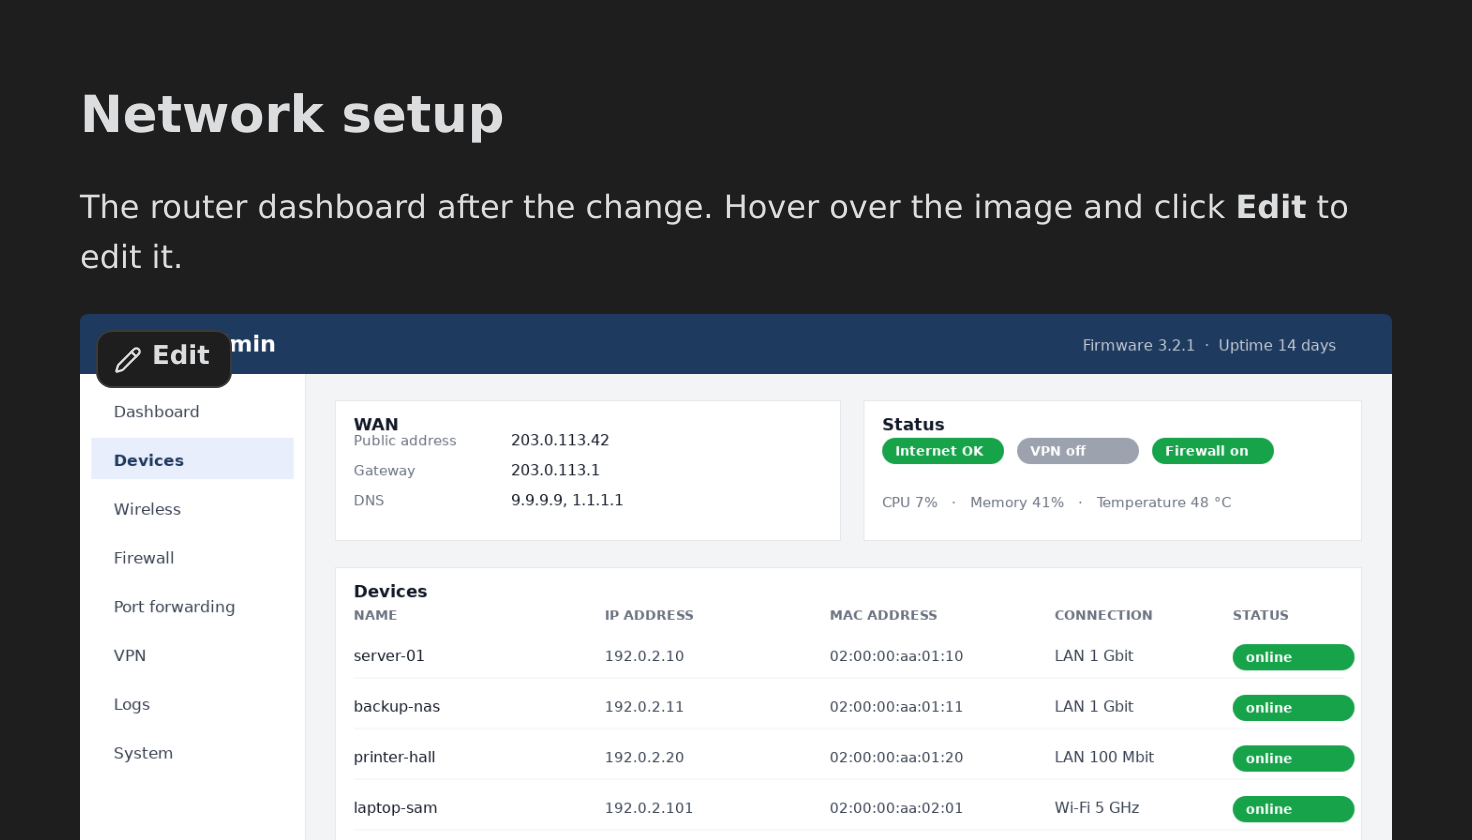 Network setup
The router dashboard after the change. Hover over the image and click Edit to
edit it.
Edit
min
Firmware 3.2.1 · Uptime 14 days
Dashboard
Devices
Wireless
Firewall
Port forwarding
VPN
Logs
System
WAN
Public address 203.0.113.42
Gateway 203.0.113.1
DNS 9.9.9.9, 1.1.1.1
Status
Internet OK VPN off Firewall on
CPU 7% · Memory 41% · Temperature 48 °C
Devices
NAME IP ADDRESS MAC ADDRESS CONNECTION STATUS
server-01 192.0.2.10 02:00:00:aa:01:10 LAN 1 Gbit online
backup-nas 192.0.2.11 02:00:00:aa:01:11 LAN 1 Gbit online
printer-hall 192.0.2.20 02:00:00:aa:01:20 LAN 100 Mbit online
laptop-sam 192.0.2.101 02:00:00:aa:02:01 Wi-Fi 5 GHz online